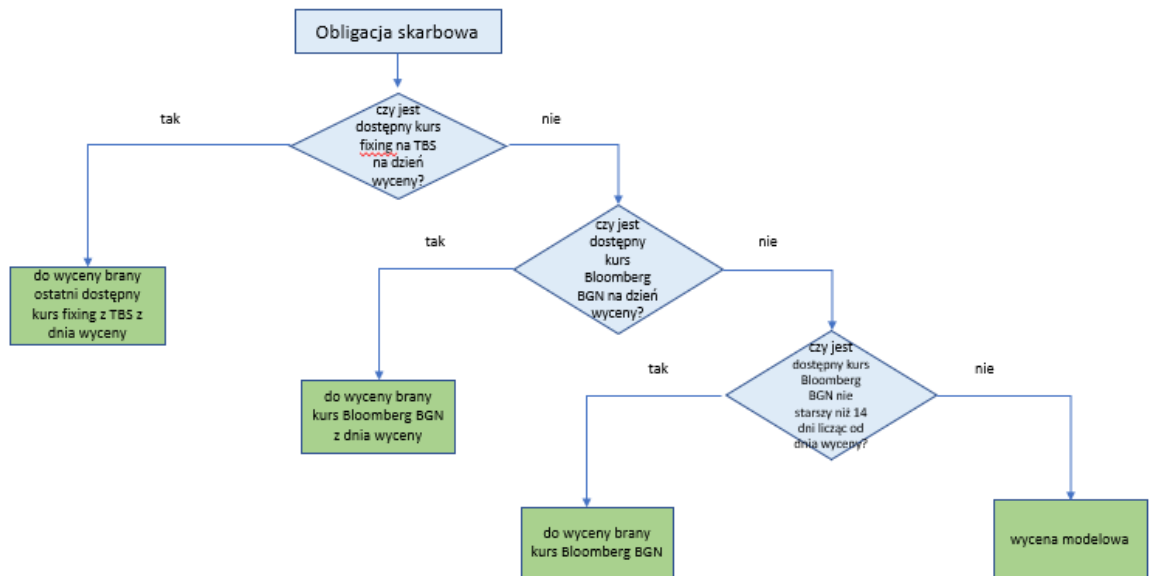 Obligacja skarbowa
czy jest
dostępny kurs
fixing na TBS
na dzień
wyceny?
tak
nie
czy jest
dostępny
kurs
Bloomberg
BGN na dzień
wyceny?
tak
nie
do wyceny brany
ostatni dostępny
kurs fixing z TBS z
dnia wyceny
czy jest
dostępny kurs
Bloomberg
BGN nie
starszy niż 14
dni licząc od
dnia wyceny?
tak
nie
do wyceny brany
kurs Bloomberg BGN
z dnia wyceny
do wyceny brany
kurs Bloomberg BGN
wycena modelowa